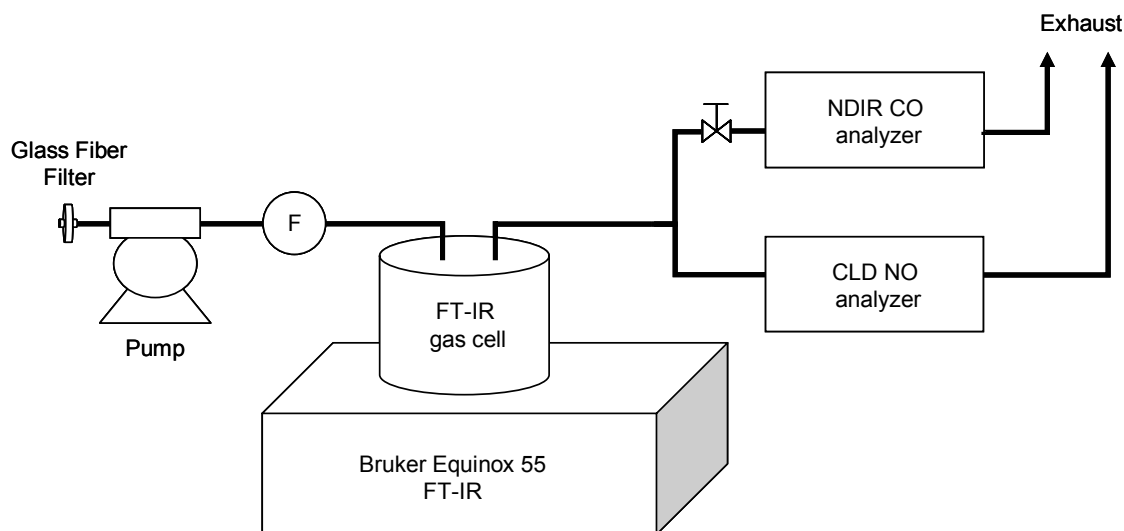 Exhaust
NDIR CO
analyzer
Glass Fiber
Filter
F
CLD NO
analyzer
FT-IR
gas cell
Pump
Bruker Equinox 55
FT-IR